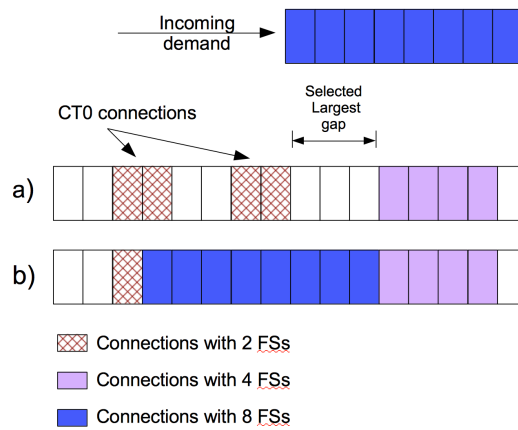 Incoming
demand
Selected
Largest
gap
CT0 connections
a)
b)
Connections with 2 FSs
Connections with 4 FSs
Connections with 8 FSs